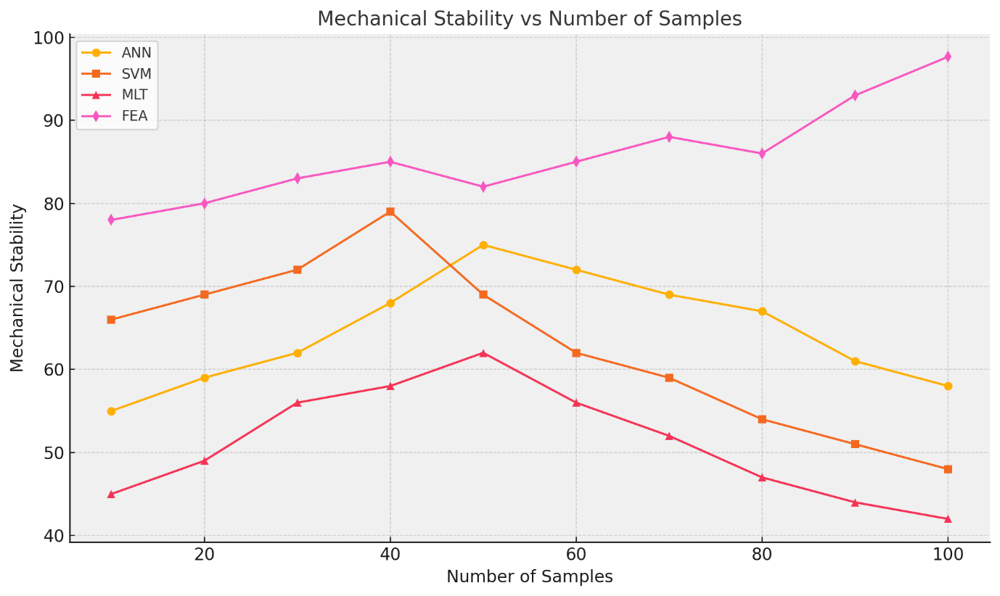 Mechanical Stability vs Number of Samples
100
90
80
70
60
50
40
Mechanical Stability
ANN
SVM
MLT
FEA
20 40 60 80 100
Number of Samples